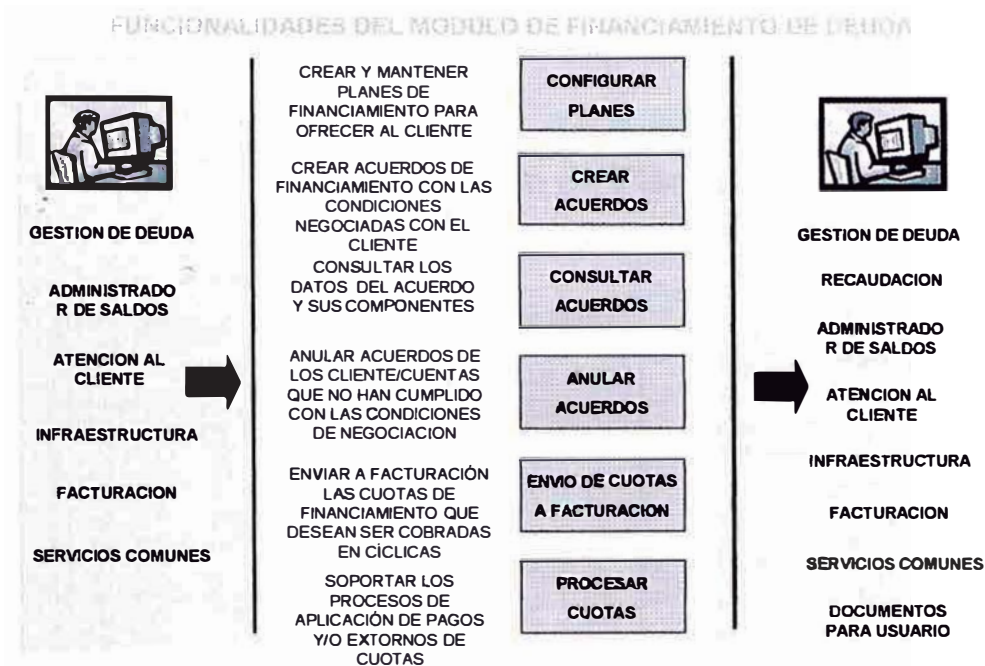 FUNCIONALIDADES DEL MODULO DE FINANCIAMIENTO DE DEUDA
GESTION DE DEUDA
ADMINISTRADO
R DE SALDOS
ATENCION AL
CLIENTE
INFRAESTRUCTURA
FACTURACION
SERVICIOS COMUNES
CREAR Y MANTENER
PLANES DE
FINANCIAMIENTO PARA
OFRECER AL CLIENTE
CONFIGURAR
PLANES
CREAR ACUERDOS DE
FINANCIAMIENTO CON LAS
CONDICIONES
NEGOCIADAS CON EL
CLIENTE
CREAR
ACUERDOS
CONSULTAR LOS
DATOS DEL ACUERDO
Y SUS COMPONENTES
CONSULTAR
ACUERDOS
ANULAR ACUERDOS DE
LOS CLIENTE/CUENTAS
QUE NO HAN CUMPLIDO
CON LAS CONDICIONES
DE NEGOCIACION
ANULAR
ACUERDOS
ENVIAR A FACTURACIÓN
LAS CUOTAS DE
FINANCIAMIENTO QUE
DESEAN SER COBRADAS
EN CÍCLICAS
ENVIO DE CUOTAS
A FACTURACION
SOPORTAR LOS
PROCESOS DE
APLICACIÓN DE PAGOS
Y/O EXTORNOS DE
CUOTAS
PROCESAR
CUOTAS
GESTION DE DEUDA
RECAUDACION
ADMINISTRADO
R DE SALDOS
ATENCION AL
CLIENTE
INFRAESTRUCTURA
FACTURACION
SERVICIOS COMUNES
DOCUMENTOS
PARA USUARIO